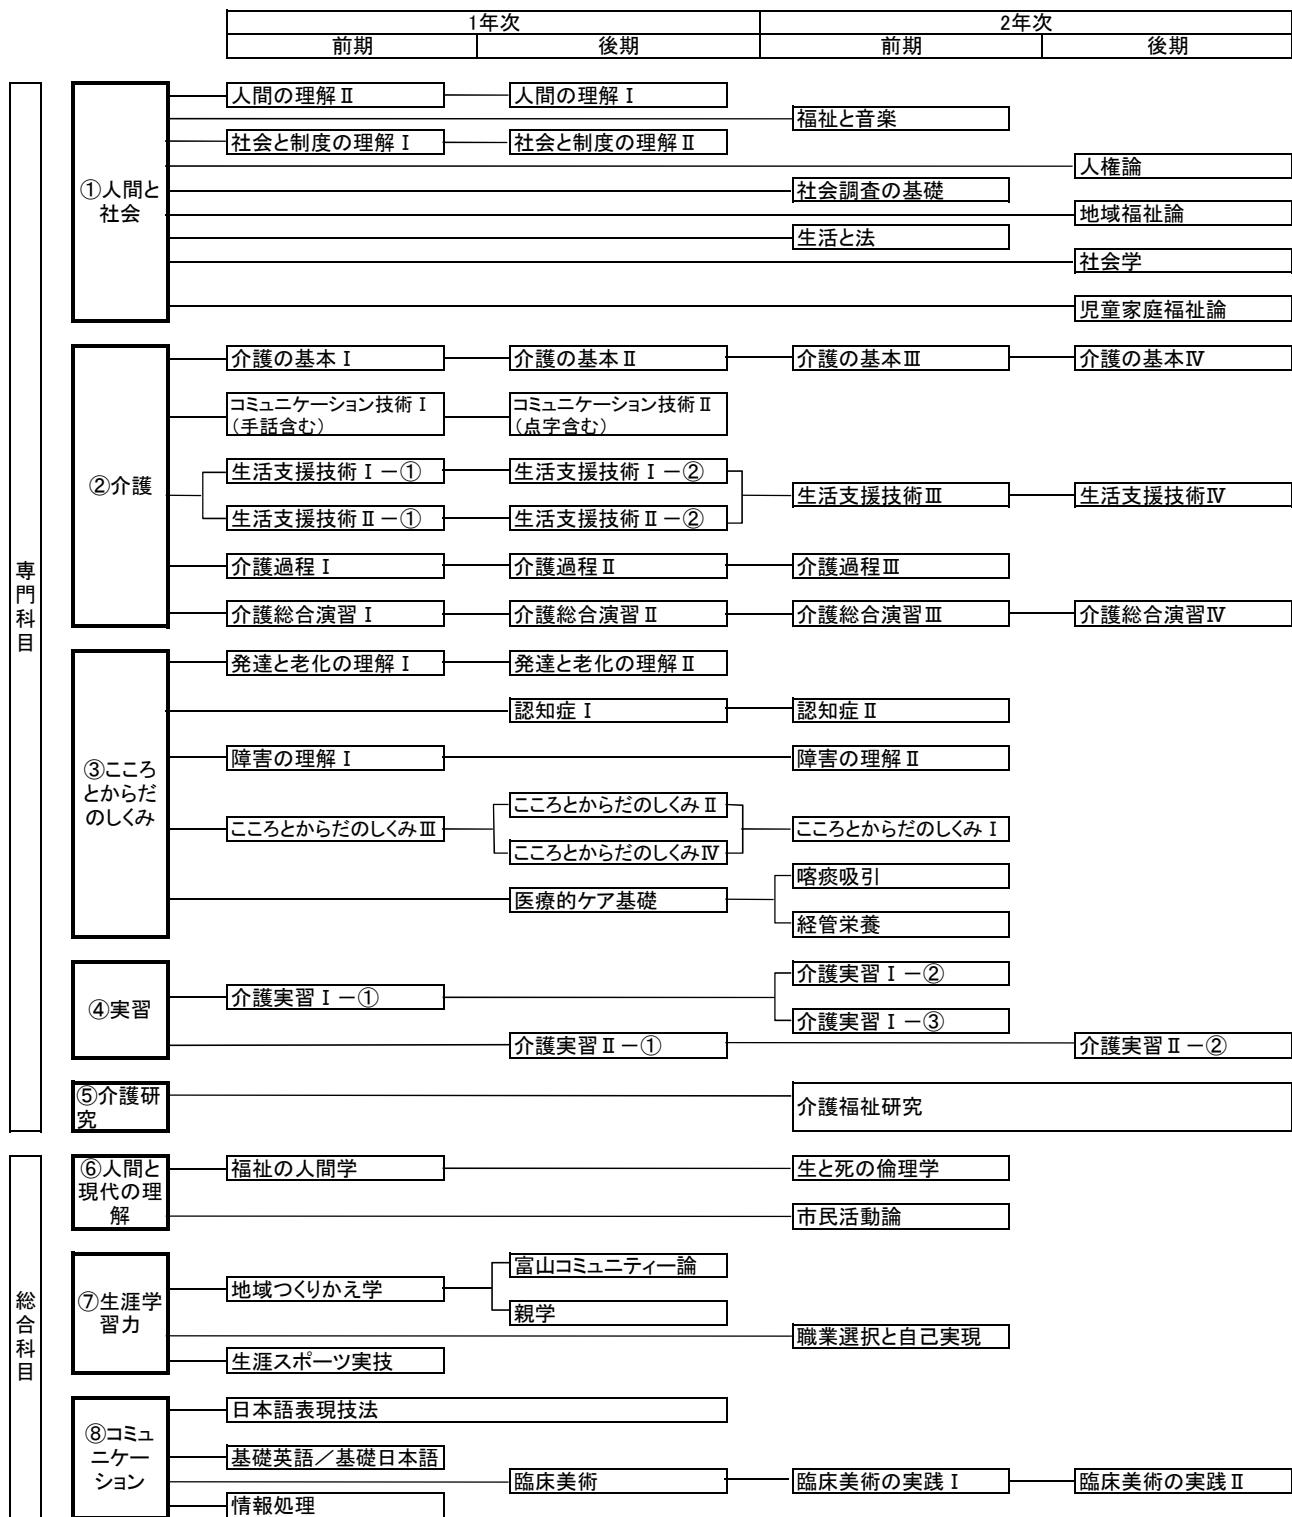 1年次
2年次
前期
後期
前期
後期
専門科目
①人間と
社会
人間の理解Ⅱ
人間の理解Ⅰ
福祉と音楽
社会と制度の理解Ⅰ
社会と制度の理解Ⅱ
人権論
社会調査の基礎
地域福祉論
生活と法
社会学
児童家庭福祉論
②介護
介護の基本Ⅰ
介護の基本Ⅱ
介護の基本Ⅲ
介護の基本Ⅳ
コミュニケーション技術Ⅰ
(手話含む)
コミュニケーション技術Ⅱ
(点字含む)
生活支援技術Ⅰ－①
生活支援技術Ⅰ－②
生活支援技術Ⅲ
生活支援技術Ⅳ
生活支援技術Ⅱ－①
生活支援技術Ⅱ－②
介護過程Ⅰ
介護過程Ⅱ
介護過程Ⅲ
介護総合演習Ⅰ
介護総合演習Ⅱ
介護総合演習Ⅲ
介護総合演習Ⅳ
③こころ
とからだ
のしくみ
発達と老化の理解Ⅰ
発達と老化の理解Ⅱ
認知症Ⅰ
認知症Ⅱ
障害の理解Ⅰ
障害の理解Ⅱ
こころとからだのしくみⅢ
こころとからだのしくみⅡ
こころとからだのしくみⅠ
こころとからだのしくみⅣ
医療的ケア基礎
喀痰吸引
経管栄養
④実習
介護実習Ⅰ－①
介護実習Ⅰ－②
介護実習Ⅰ－③
介護実習Ⅱ－①
介護実習Ⅱ－②
⑤介護研
究
介護福祉研究
総合科目
⑥人間と
現代の理
解
福祉の人間学
生と死の倫理学
市民活動論
⑦生涯学
習力
地域つくりかえ学
富山コミュニティー論
親学
職業選択と自己実現
生涯スポーツ実技
⑧コミュ
ニケー
ション
日本語表現技法
基礎英語／基礎日本語
臨床美術
臨床美術の実践Ⅰ
臨床美術の実践Ⅱ
情報処理